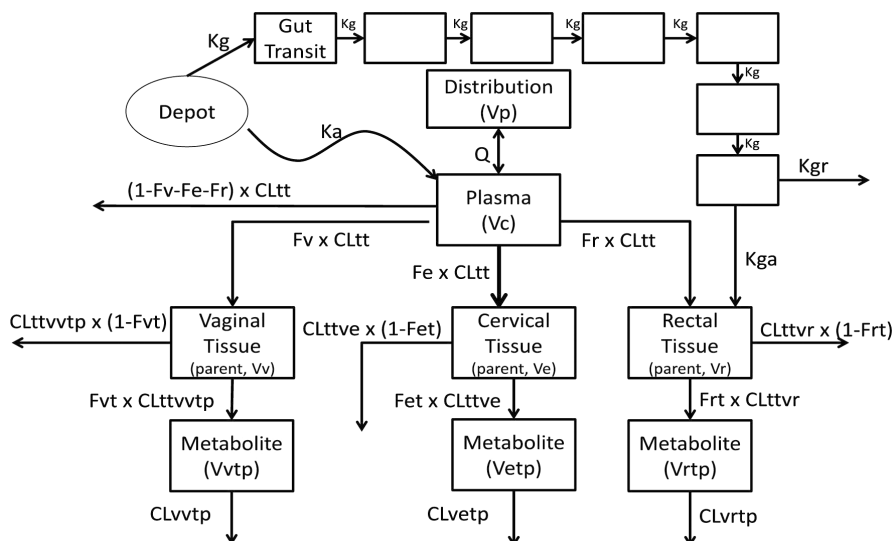 Kg
Gut
Transit
Kg
Kg
Kg
Kg
Kg
Kg
Depot
Ka
Distribution
(Vp)
Q
Plasma
(Vc)
Kgr
(1-Fv-Fe-Fr) x CLtt
Fv x CLtt
Fe x CLtt
Fr x CLtt
Kga
CLttvvtp x (1-Fvt)
Vaginal
Tissue
(parent, Vv)
CLttve x (1-Fet)
Cervical
Tissue
(parent, Ve)
Rectal
Tissue
(parent, Vr)
CLttvr x (1-Frt)
Fvt x CLttvvtp
Fet x CLttve
Frt x CLttvr
Metabolite
(Vvtp)
Metabolite
(Vetp)
Metabolite
(Vrtp)
CLvvtp
CLvetp
CLvrtp